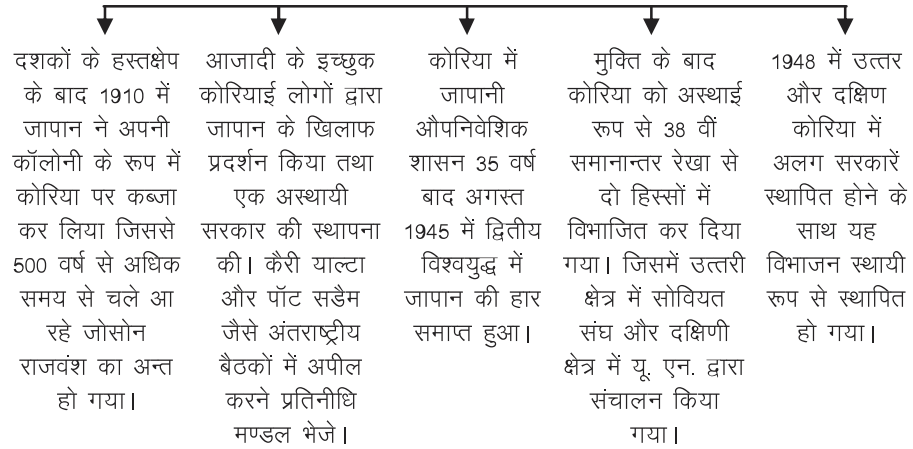 दशकों के हस्तक्षेप
के बाद 1910 में
जापान ने अपनी
कॉलोनी के रूप में
कोरिया पर कब्जा
कर लिया जिससे
500 वर्ष से अधिक
समय से चले आ
रहे जोसोन
राजवंश का अन्त
हो गया।
आजादी के इच्छुक
कोरियाई लोगों द्वारा
जापान के खिलाफ
प्रदर्शन किया तथा
एक अस्थायी
सरकार की स्थापना
की। कैरी याल्टा
और पॉट सडैम
जैसे अंतराष्ट्रीय
बैठकों में अपील
करने प्रतिनीधि
मण्डल भेजे।
कोरिया में
जापानी
औपनिवेशिक
शासन 35 वर्ष
बाद अगस्त
1945 में द्वितीय
विश्वयुद्ध में
जापान की हार
समाप्त हुआ।
मुक्ति के बाद
कोरिया को अस्थाई
रूप से 38 वीं
समानान्तर रेखा से
दो हिस्सों में
विभाजित कर दिया
गया। जिसमें उत्तरी
क्षेत्र में सोवियत
संघ और दक्षिणी
क्षेत्र में यू. एन. द्वारा
संचालन किया
गया।
1948 में उत्तर
और दक्षिण
कोरिया में
अलग सरकारें
स्थापित होने के
साथ यह
विभाजन स्थायी
रूप से स्थापित
हो गया।